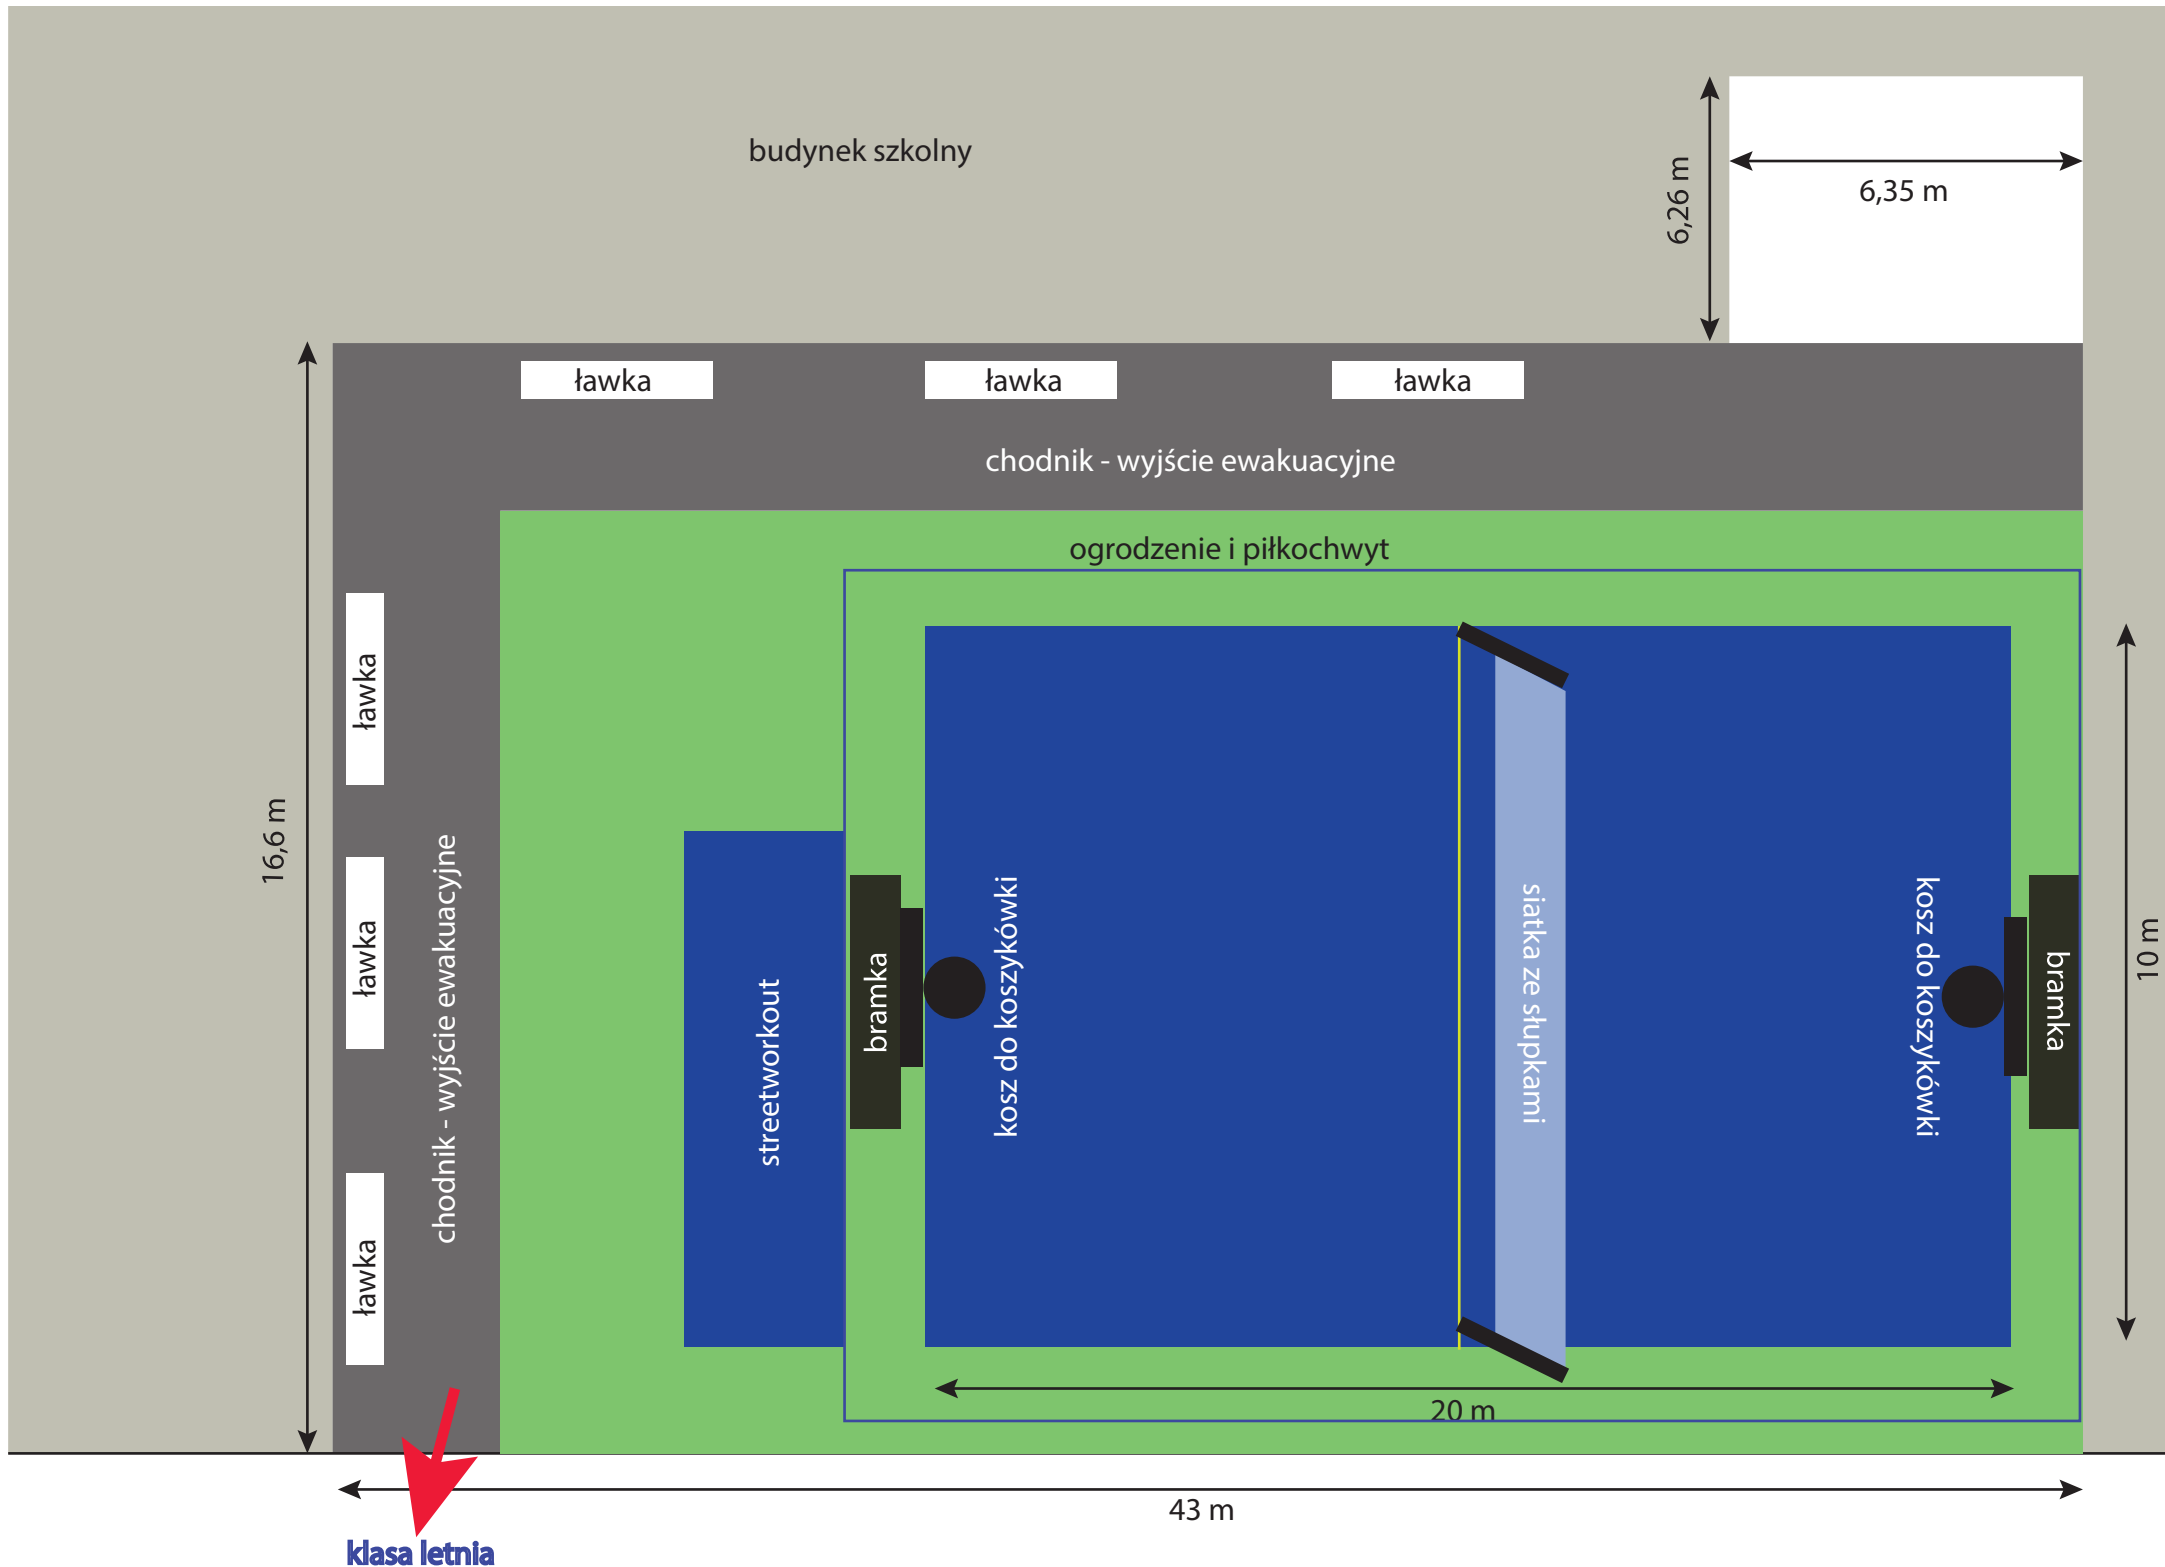 budynek szkolny
6,26 m
6,35 m
ławka
ławka
ławka
chodnik - wyjście ewakuacyjne
ogrodzenie i piłkochwyt
ławka
ławka
ławka
16,6 m
chodnik - wyjście ewakuacyjne
streetworkout
bramka
kosz do koszykówki
siatka ze słupkami
kosz do koszykówki
bramka
10 m
20 m
43 m
klasa letnia